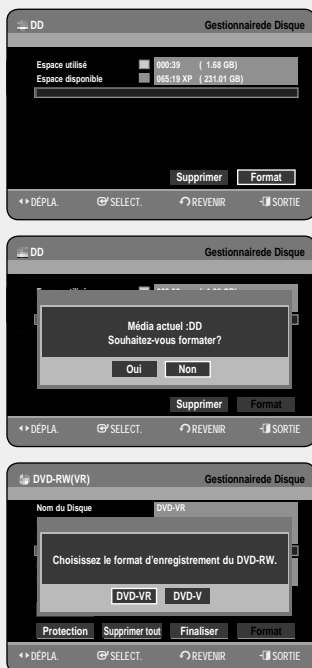 DD Gestionnairede Disque
Espace utilisé 000:39 ( 1.68 GB)
Espace disponible 065:19 XP ( 231.01 GB)
Supprimer Format
DÉPLA. SELECT. REVENIR SORTIE
DD Gestionnairede Disque
Média actuel :DD
Souhaitez-vous formater?
Oui Non
Supprimer Format
DÉPLA. SELECT. REVENIR SORTIE
DVD-RW(VR) Gestionnairede Disque
Nom du Disque DVD-VR
Choisissez le format d'enregistrement du DVD-RW.
DVD-VR DVD-V
Protection Supprimer tout Finaliser Format
DÉPLA. SELECT. REVENIR SORTIE